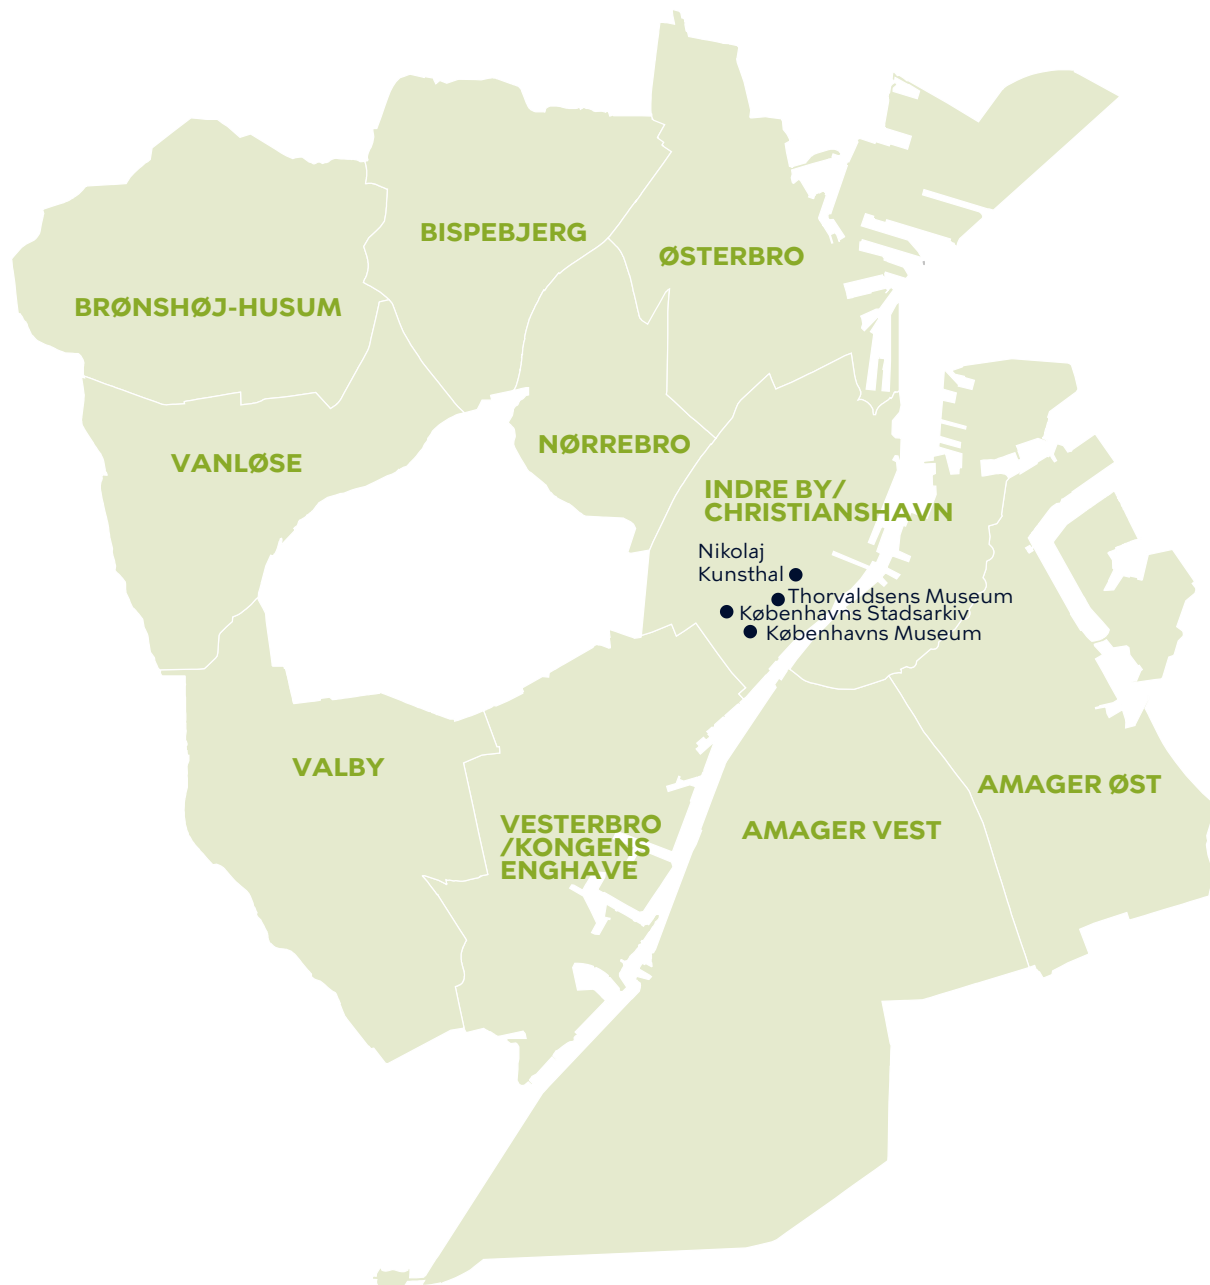 BISPEBJERG
ØSTERBRO
BRØNSHØJ-HUSUM
NØRREBRO
VANLØSE
INDRE BY/
CHRISTIANSHAVN
Nikolaj
Kunsthal
Thorvaldsens Museum
Københavns Stadsarkiv
Københavns Museum
VALBY
AMAGER ØST
VESTERBRO
/KONGENS
ENGHAVE
AMAGER VEST